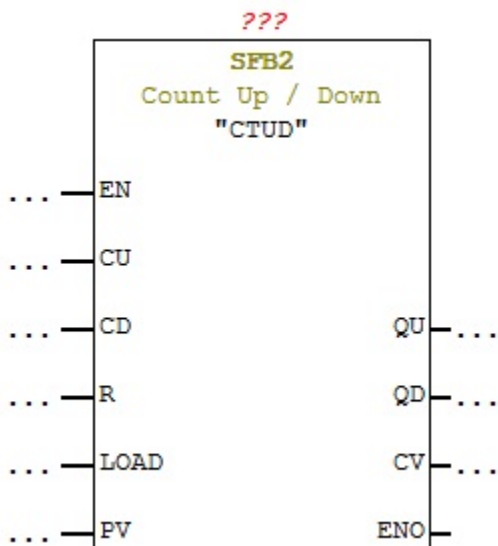 ???
SFB2
Count Up / Down
"CTUD"
... EN
... CU
... CD QU ...
... R QD ...
... LOAD CV ...
... PV ENO